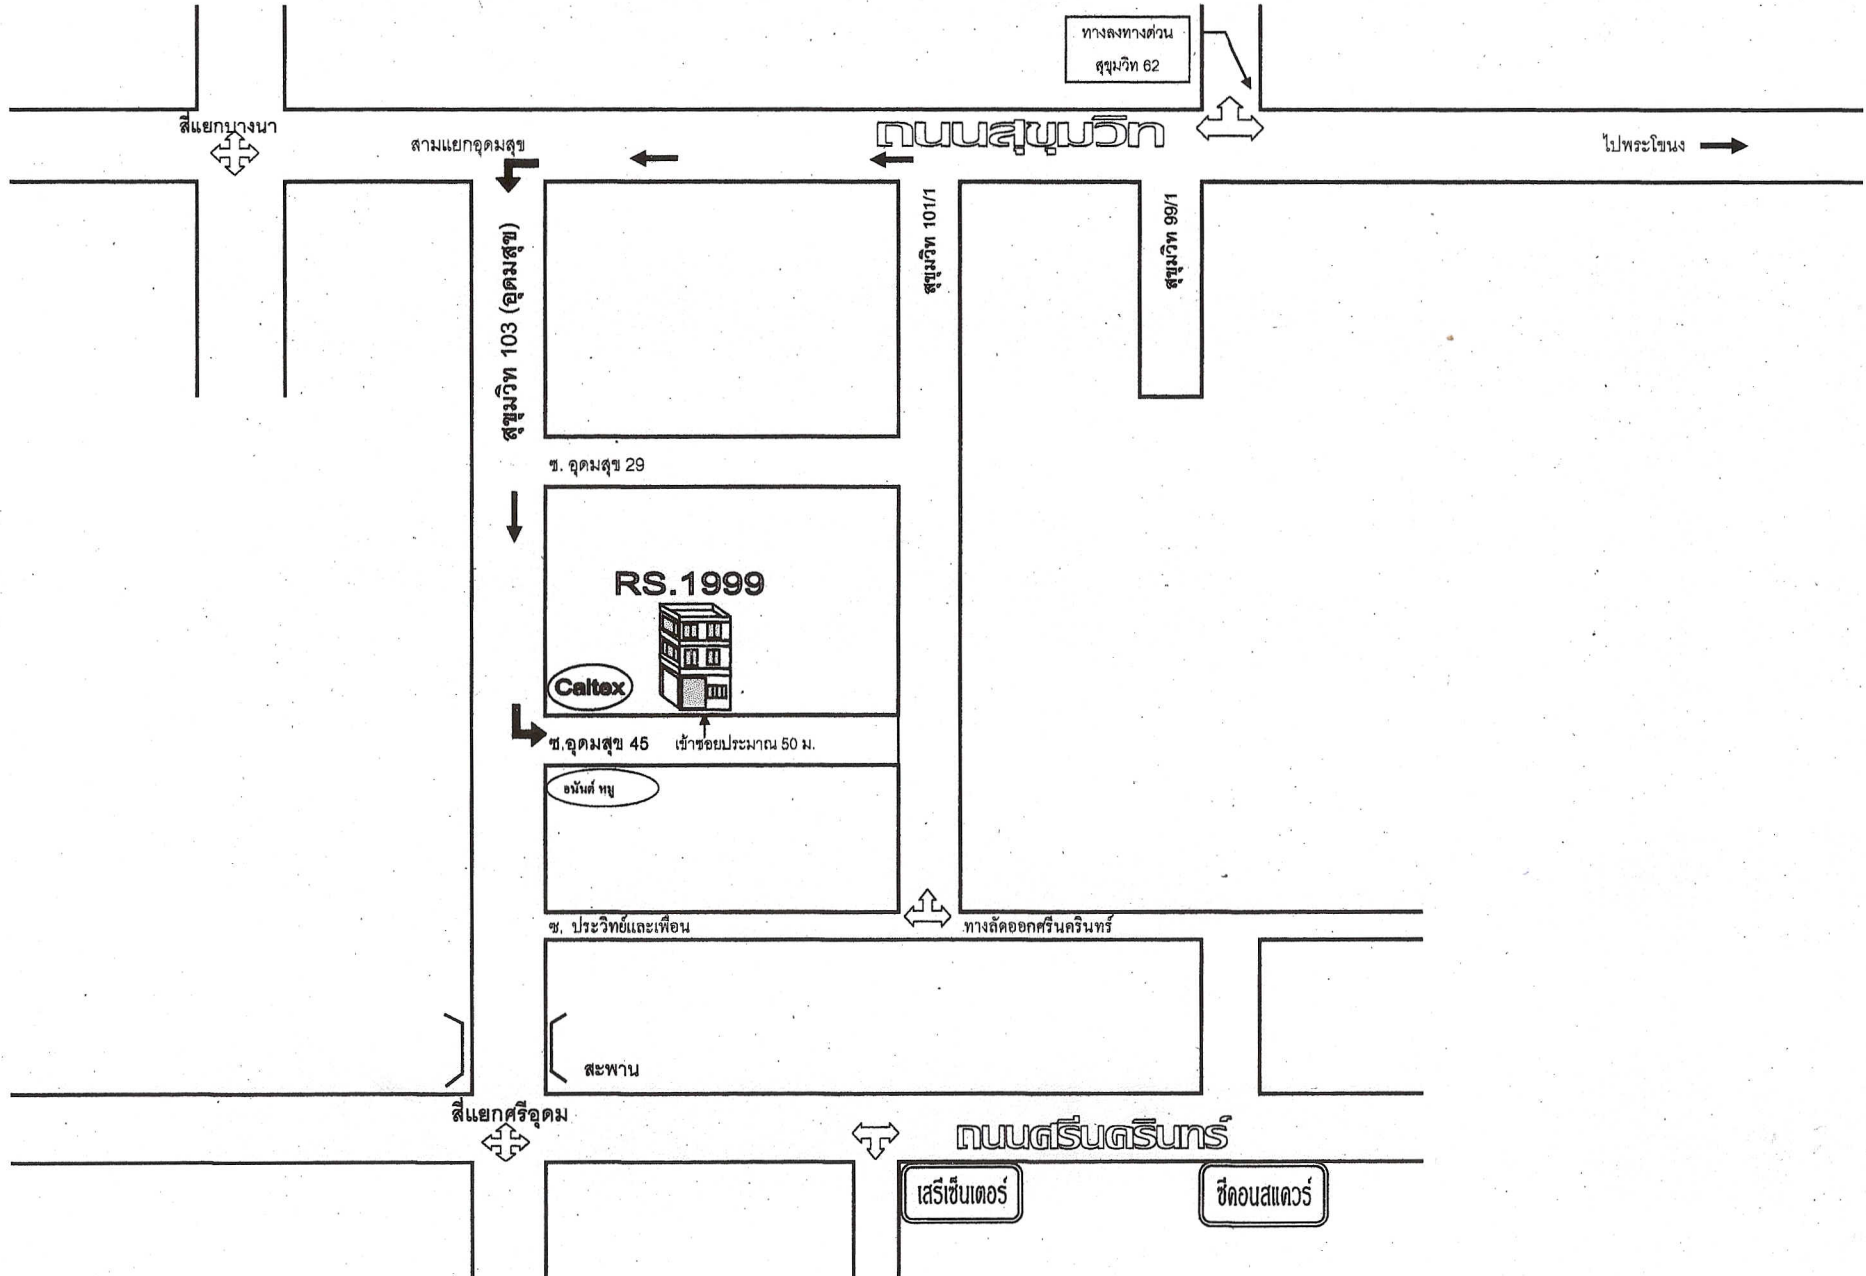 ทางลงทางด่วน
สุขุมวิท 62
สี่แยกบางนา
สามแยกอุดมสุข
ถนนสุขุมวิท
ไปพระโขนง
สุขุมวิท 103 (อุดมสุข)
สุขุมวิท 101/1
สุขุมวิท 99/1
ซ. อุดมสุข 29
RS.1999
Caltex
ซ.อุดมสุข 45
เข้าซอยประมาณ 50 ม.
อนันต์ หมู
ซ. ประวิทย์และเพื่อน
ทางลัดออกศรีนครินทร์
สะพาน
สี่แยกศรีอุดม
ถนนศรีนครินทร์
เสรีเซ็นเตอร์
ซีคอนสแควร์